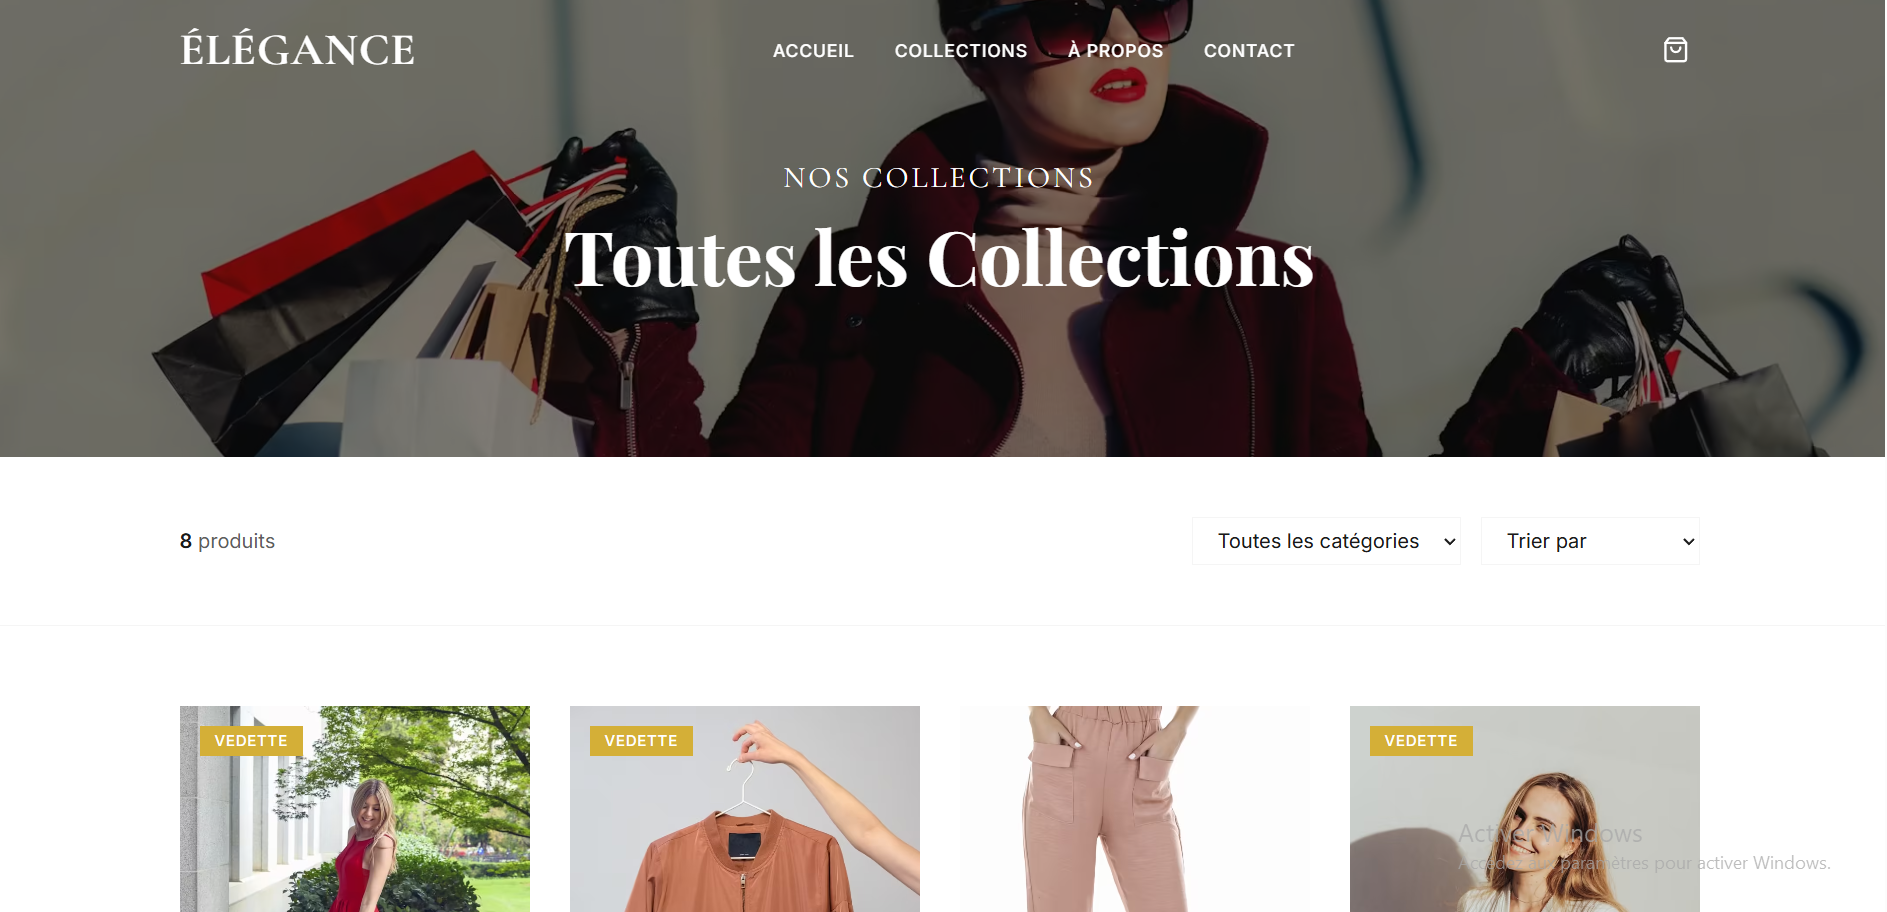 ÉLÉGANCE
ACCUEIL COLLECTIONS À PROPOS CONTACT
NOS COLLECTIONS
Toutes les Collections
8 produits
Toutes les catégories
Trier par
VEDETTE
VEDETTE
VEDETTE
Activer Windows
Accédez aux paramètres pour activer Windows.